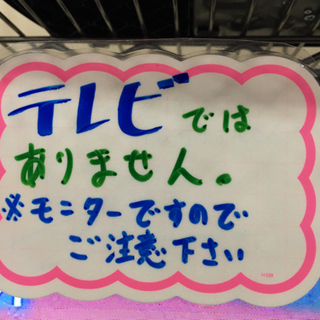 テレビでは
ありません。
※モニターですので
ご注意下さい